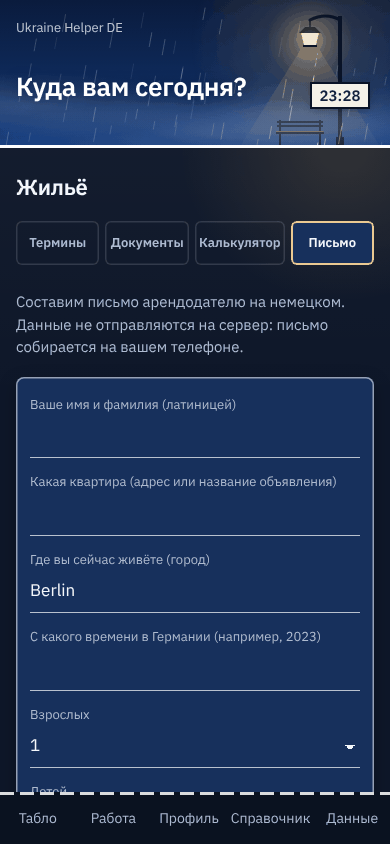 Ukraine Helper DE
Куда вам сегодня?
23:28
Жильё
Термины
Документы
Калькулятор
Письмо
Составим письмо арендодателю на немецком.
Данные не отправляются на сервер: письмо
собирается на вашем телефоне.
Ваше имя и фамилия (латиницей)
Какая квартира (адрес или название объявления)
Где вы сейчас живёте (город)
Berlin
С какого времени в Германии (например, 2023)
Взрослых
1
Детей
Табло
Работа
Профиль
Справочник
Данные